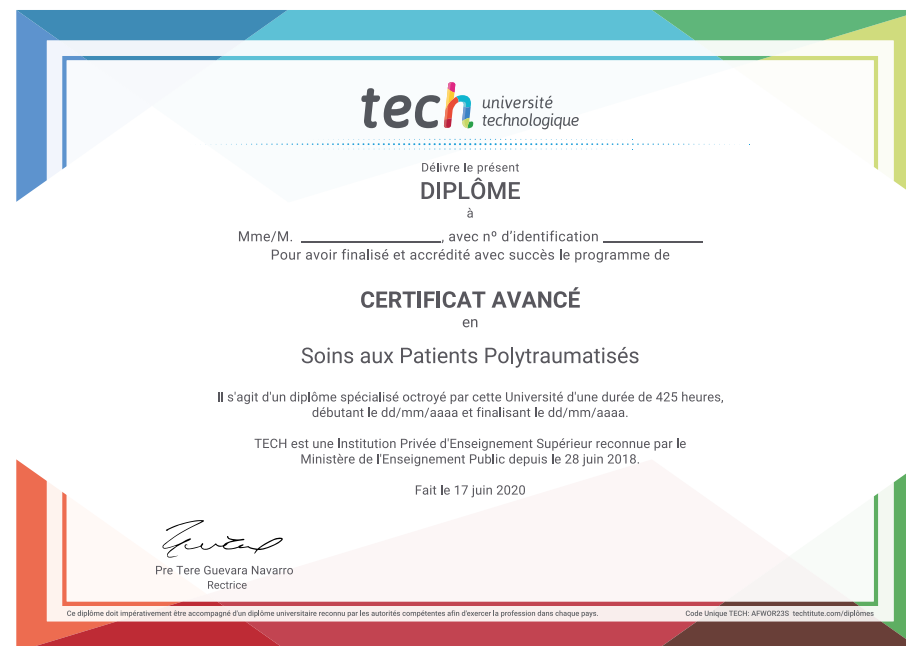 tech université
technologique
Délivre le présent
DIPLÔME
à
Mme/M. ____________________, avec nº d'identification ______________
Pour avoir finalisé et accrédité avec succès le programme de
CERTIFICAT AVANCÉ
en
Soins aux Patients Polytraumatisés
Il s'agit d'un diplôme spécialisé octroyé par cette Université d'une durée de 425 heures,
débutant le dd/mm/aaaa et finalisant le dd/mm/aaaa.
TECH est une Institution Privée d'Enseignement Supérieur reconnue par le
Ministère de l'Enseignement Public depuis le 28 juin 2018.
Fait le 17 juin 2020
Pre Tere Guevara Navarro
Rectrice
Ce diplôme doit impérativement être accompagné d'un diplôme universitaire reconnu par les autorités compétentes afin d'exercer la profession dans chaque pays.
Code Unique TECH: AFWOR23S techtitute.com/diplômes